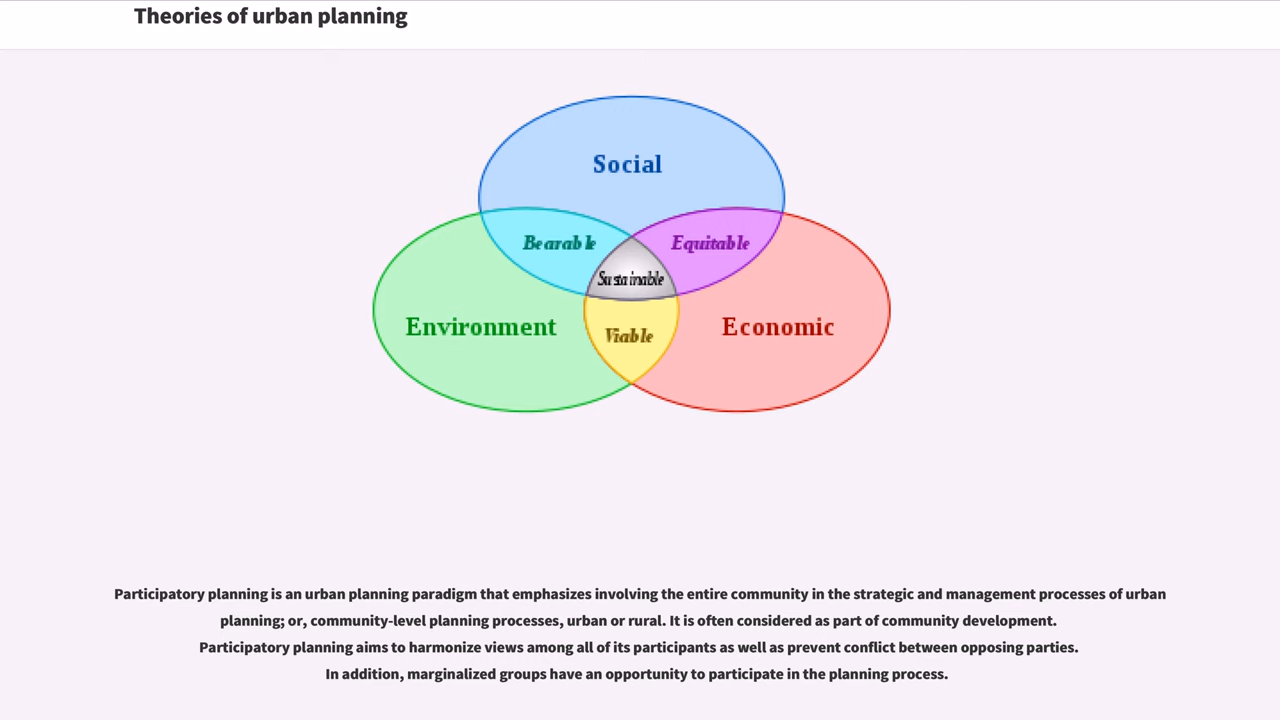 Theories of urban planning
Social
Bearable
Equitable
Sustainable
Environment
Viable
Economic
Participatory planning is an urban planning paradigm that emphasizes involving the entire community in the strategic and management processes of urban
planning; or, community-level planning processes, urban or rural. It is often considered as part of community development.
Participatory planning aims to harmonize views among all of its participants as well as prevent conflict between opposing parties.
In addition, marginalized groups have an opportunity to participate in the planning process.